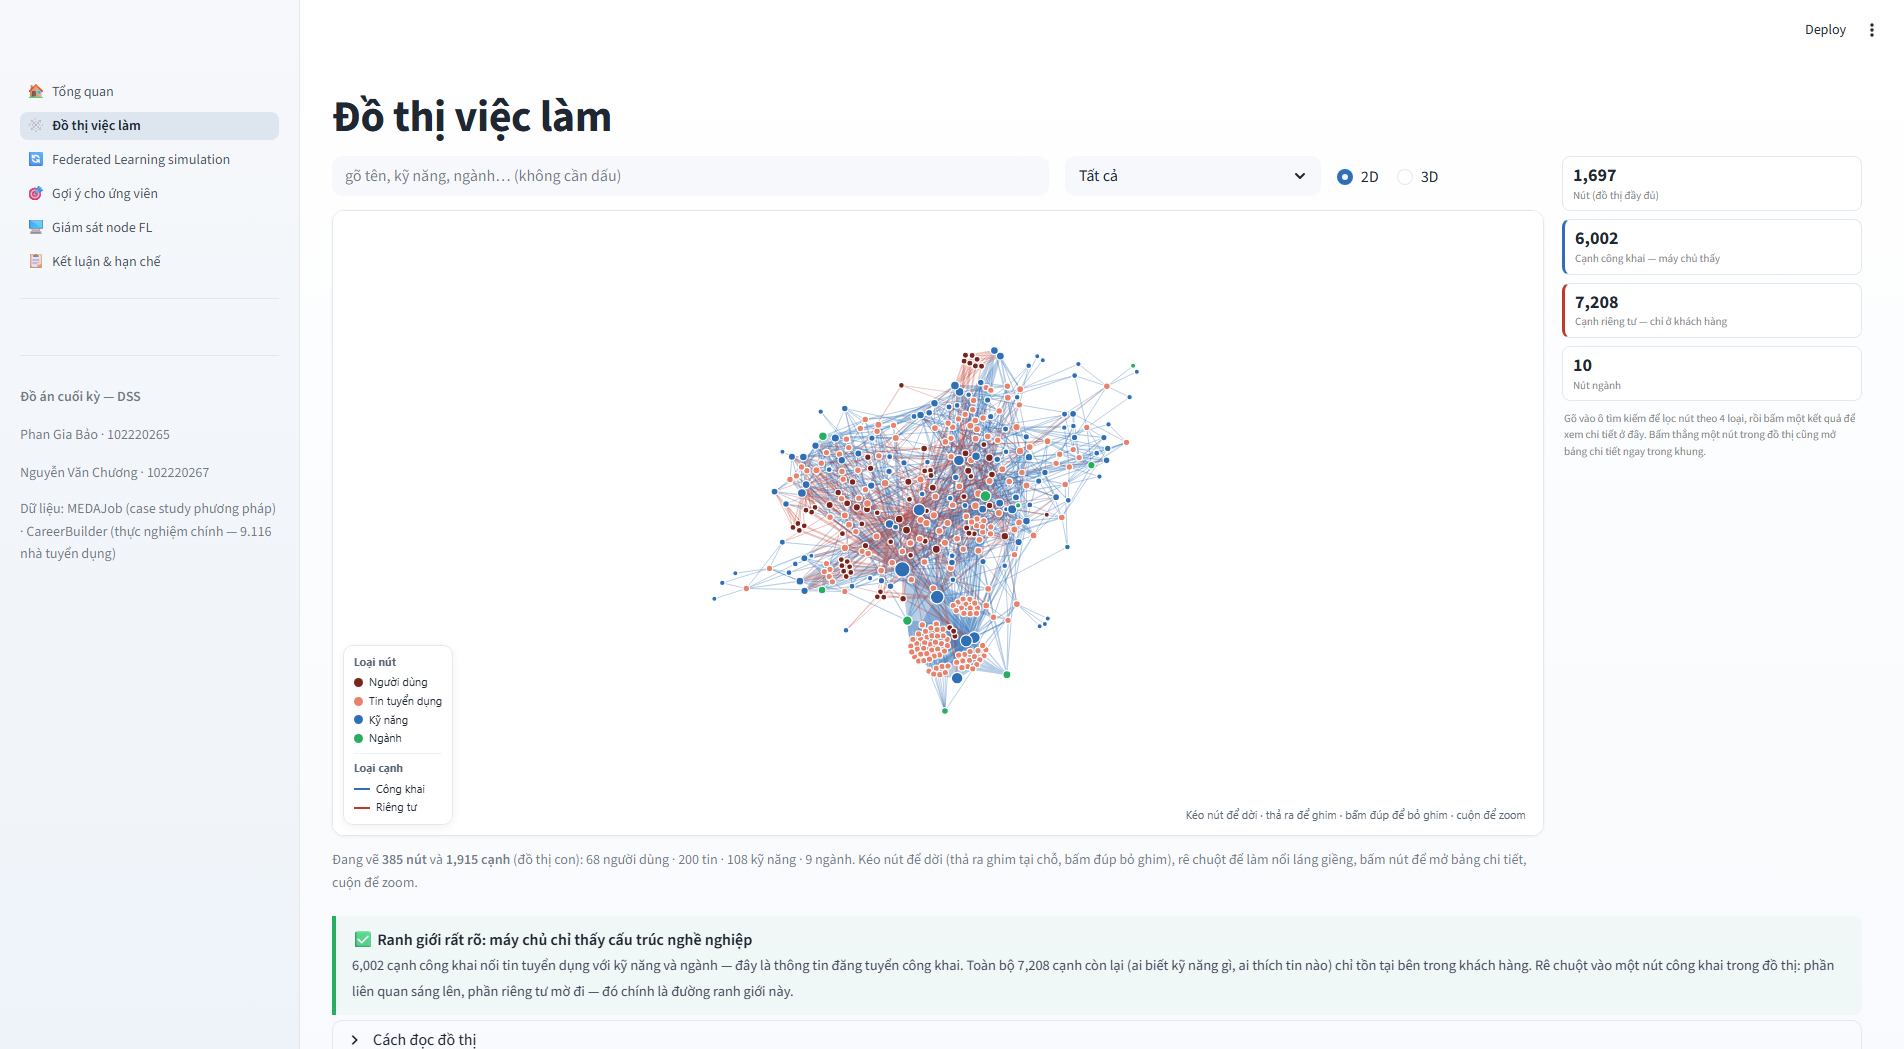 Deploy
Tổng quan
Đồ thị việc làm
Federated Learning simulation
Gợi ý cho ứng viên
Giám sát node FL
Kết luận & hạn chế
Đồ án cuối kỳ — DSS
Phan Gia Bảo · 102220265
Nguyễn Văn Chương · 102220267
Dữ liệu: MEDAJob (case study phương pháp)
· CareerBuilder (thực nghiệm chính — 9.116
nhà tuyển dụng)
Đồ thị việc làm
gõ tên, kỹ năng, ngành… (không cần dấu)
Tất cả
2D
3D
Loại nút
Người dùng
Tin tuyển dụng
Kỹ năng
Ngành
Loại cạnh
Công khai
Riêng tư
Kéo nút để dời · thả ra để ghim · bấm đúp để bỏ ghim · cuộn để zoom
1,697
Nút (đồ thị đầy đủ)
6,002
Cạnh công khai — máy chủ thấy
7,208
Cạnh riêng tư — chỉ ở khách hàng
10
Nút ngành
Gõ vào ô tìm kiếm để lọc nút theo 4 loại, rồi bấm một kết quả để
xem chi tiết ở đây. Bấm thẳng một nút trong đồ thị cũng mở
bảng chi tiết ngay trong khung.
Đang vẽ 385 nút và 1,915 cạnh (đồ thị con): 68 người dùng · 200 tin · 108 kỹ năng · 9 ngành. Kéo nút để dời (thả ra ghim tại chỗ, bấm đúp bỏ ghim), rê chuột để làm nổi láng giềng, bấm nút để mở bảng chi tiết,
cuộn để zoom.
Ranh giới rất rõ: máy chủ chỉ thấy cấu trúc nghề nghiệp
6,002 cạnh công khai nối tin tuyển dụng với kỹ năng và ngành — đây là thông tin đăng tuyển công khai. Toàn bộ 7,208 cạnh còn lại (ai biết kỹ năng gì, ai thích tin nào) chỉ tồn tại bên trong khách hàng. Rê chuột vào một nút công khai trong đồ thị: phần
liên quan sáng lên, phần riêng tư mờ đi — đó chính là đường ranh giới này.
Cách đọc đồ thị